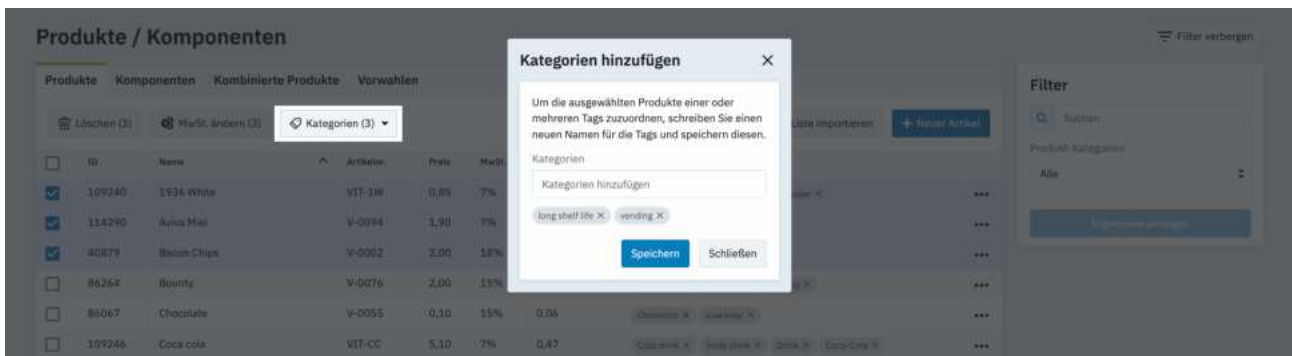 Produkte / Komponenten
Filter verbergen
Produkte Komponenten Kombinierte Produkte Vorwahlen
Löschen (3) MwSt. ändern (3) Kategorien (3) Liste importieren + Neuer Artikel
ID Name Artikelnr. Preis MwSt.
109240 1936 White VIT-1W 0,85 7%
114290 Aviva Mini V-0094 1,90 7%
40879 Bacon Chips V-0002 2,00 18%
86264 Bounty V-0076 2,00 15%
86067 Chocolate V-0055 0,10 15% 0,06
109246 Coca cola VIT-CC 5,10 7% 0,47 Drink Coca-Cola
Kategorien hinzufügen
Um die ausgewählten Produkte einer oder
mehreren Tags zuzuordnen, schreiben Sie einen
neuen Namen für die Tags und speichern diesen.
Kategorien
Kategorien hinzufügen
long shelf life × vending ×
Speichern Schließen
Filter
Suchen
Produkt-Kategorien
Alle
Ergebnisse anzeigen